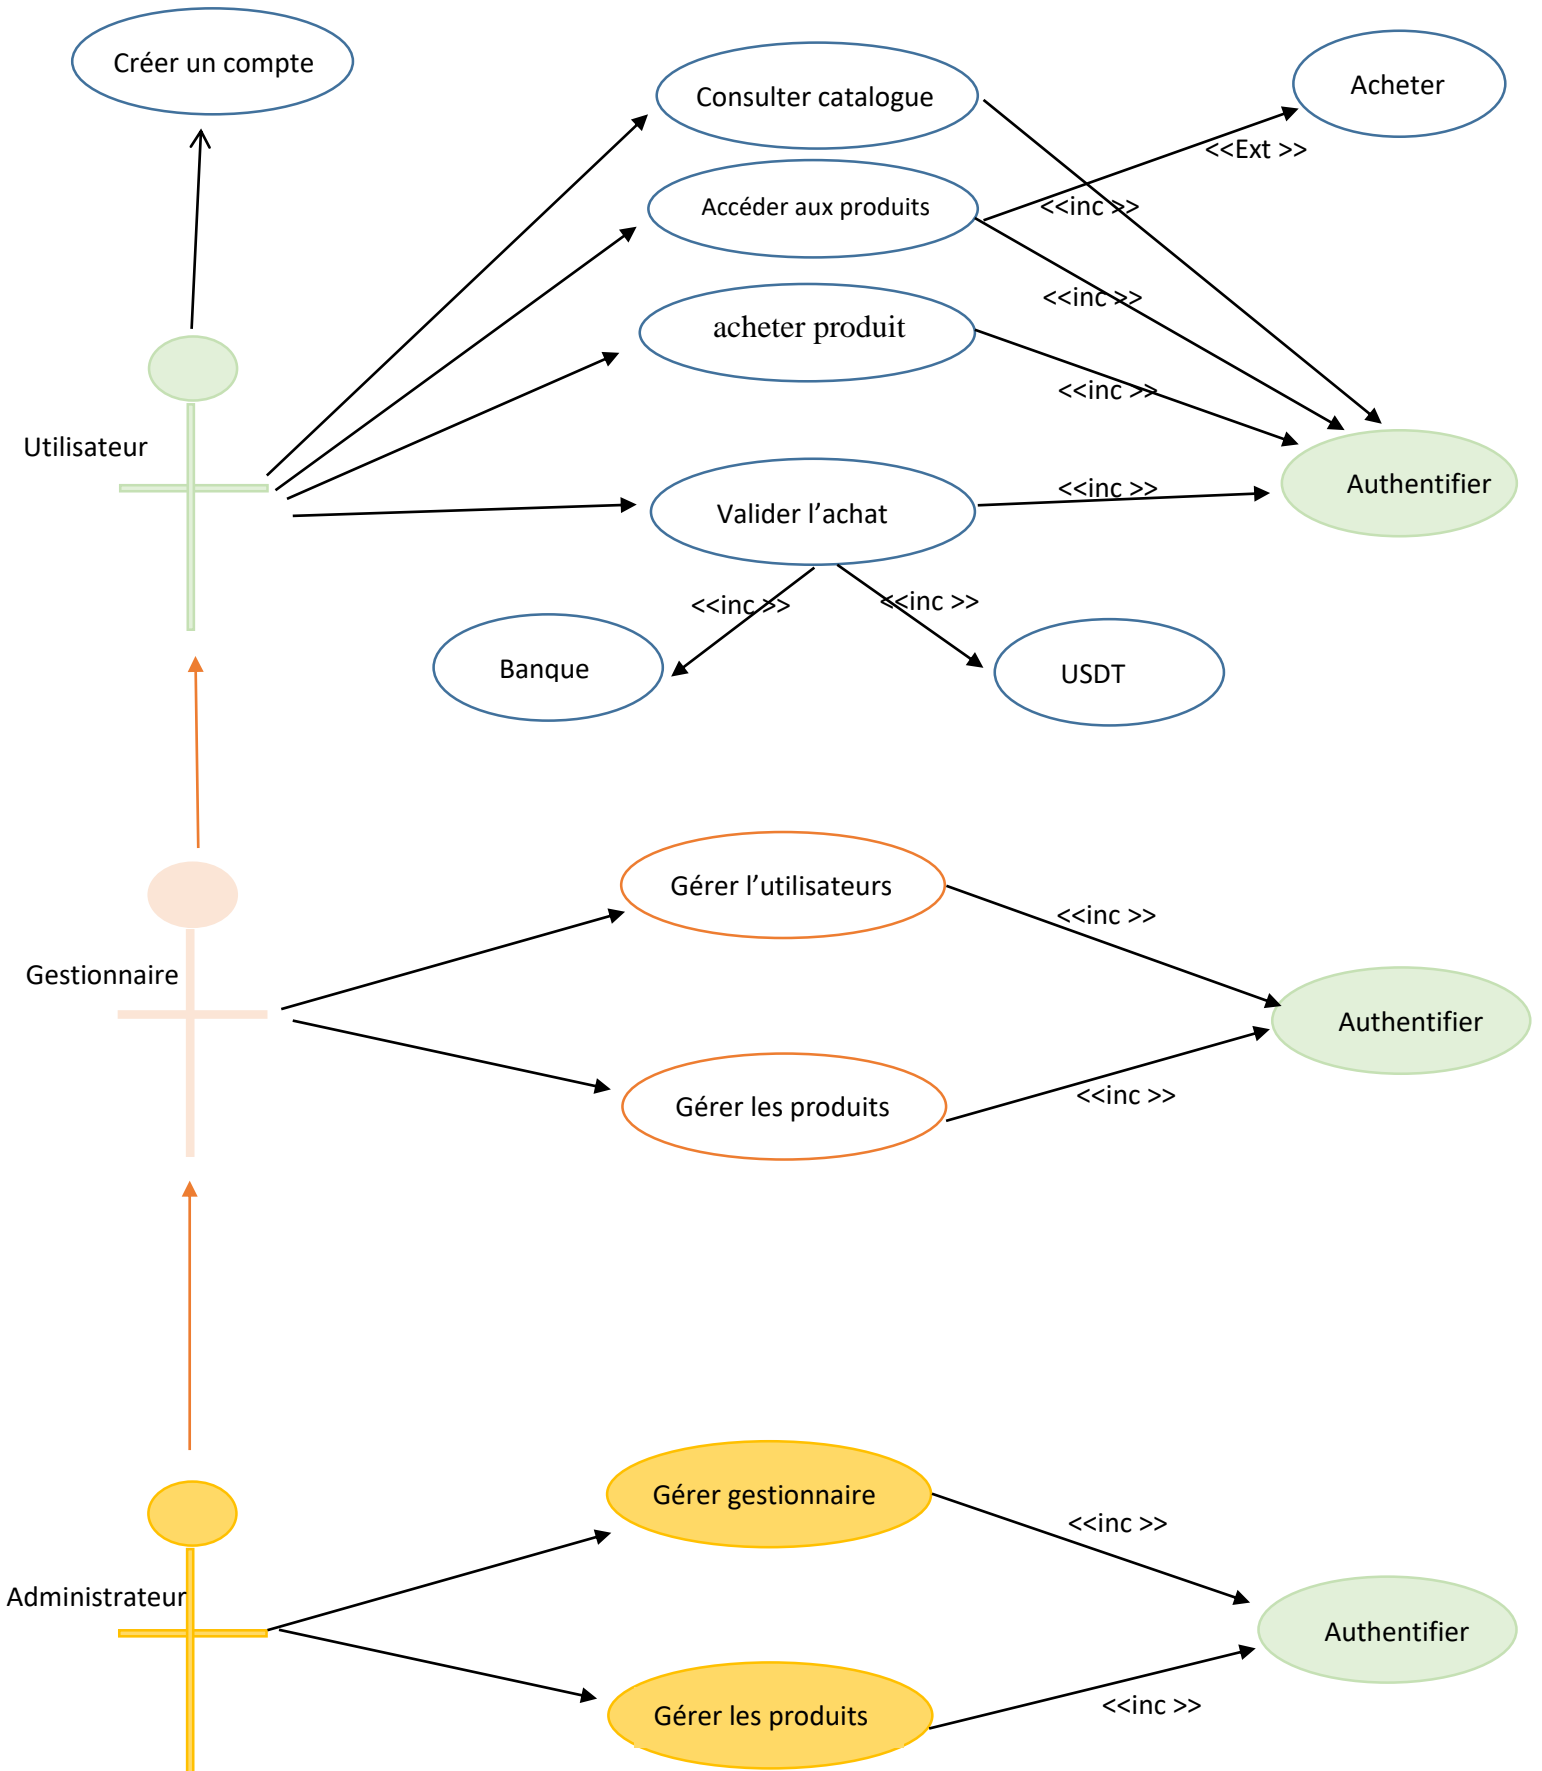 Créer un compte
Consulter catalogue
Acheter
<<Ext >>
Accéder aux produits
<<inc >>
<<inc >>
acheter produit
<<inc >>
Utilisateur
Authentifier
<<inc >>
Valider l’achat
<<inc >>
<<inc >>
Banque
USDT
Gérer l’utilisateurs
<<inc >>
Gestionnaire
Authentifier
Gérer les produits
<<inc >>
Gérer gestionnaire
<<inc >>
Administrateur
Authentifier
Gérer les produits
<<inc >>